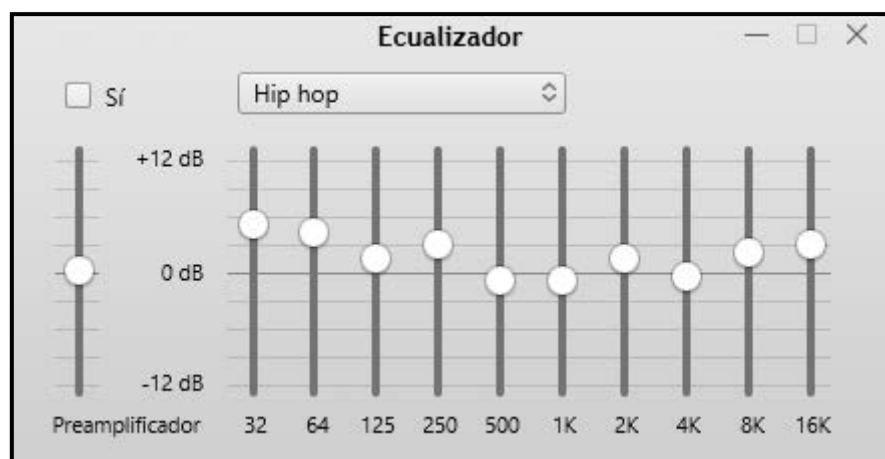 Ecualizador
Sí
Hip hop
+12 dB
0 dB
-12 dB
Preamplificador 32 64 125 250 500 1K 2K 4K 8K 16K